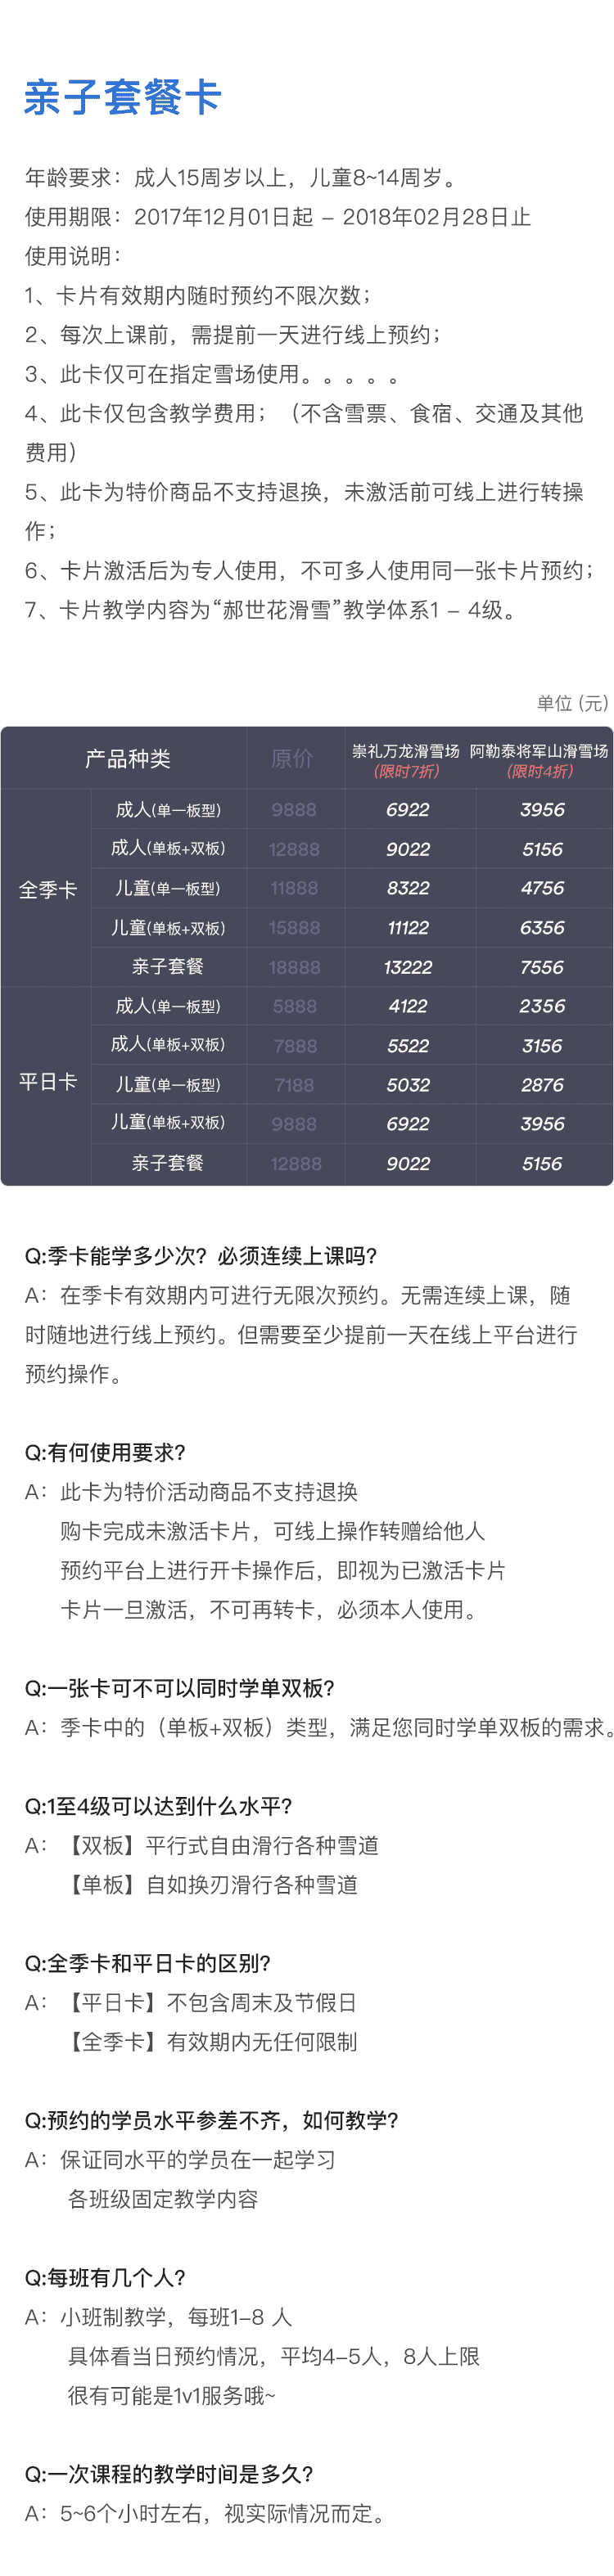 亲子套餐卡
年龄要求：成人15周岁以上，儿童8~14周岁。
使用期限：2017年12月01日起 – 2018年02月28日止
使用说明：
1、卡片有效期内随时预约不限次数；
2、每次上课前，需提前一天进行线上预约；
3、此卡仅可在指定雪场使用。。。。。
4、此卡仅包含教学费用；（不含雪票、食宿、交通及其他
费用）
5、此卡为特价商品不支持退换，未激活前可线上进行转操
作；
6、卡片激活后为专人使用，不可多人使用同一张卡片预约；
7、卡片教学内容为“郝世花滑雪”教学体系1 – 4级。
单位 (元)
产品种类 原价 崇礼万龙滑雪场 阿勒泰将军山滑雪场
(限时7折) (限时4折)
全季卡
成人(单一板型) 9888 6922 3956
成人(单板+双板) 12888 9022 5156
儿童(单一板型) 11888 8322 4756
儿童(单板+双板) 15888 11122 6356
亲子套餐 18888 13222 7556
平日卡
成人(单一板型) 5888 4122 2356
成人(单板+双板) 7888 5522 3156
儿童(单一板型) 7188 5032 2876
儿童(单板+双板) 9888 6922 3956
亲子套餐 12888 9022 5156
Q:季卡能学多少次？必须连续上课吗?
A：在季卡有效期内可进行无限次预约。无需连续上课，随
时随地进行线上预约。但需要至少提前一天在线上平台进行
预约操作。
Q:有何使用要求?
A：此卡为特价活动商品不支持退换
购卡完成未激活卡片，可线上操作转赠给他人
预约平台上进行开卡操作后，即视为已激活卡片
卡片一旦激活，不可再转卡，必须本人使用。
Q:一张卡可不可以同时学单双板?
A：季卡中的（单板+双板）类型，满足您同时学单双板的需求。
Q:1至4级可以达到什么水平?
A：【双板】平行式自由滑行各种雪道
【单板】自如换刃滑行各种雪道
Q:全季卡和平日卡的区别?
A：【平日卡】不包含周末及节假日
【全季卡】有效期内无任何限制
Q:预约的学员水平参差不齐，如何教学?
A：保证同水平的学员在一起学习
各班级固定教学内容
Q:每班有几个人?
A：小班制教学，每班1–8 人
具体看当日预约情况，平均4–5人，8人上限
很有可能是1v1服务哦~
Q:一次课程的教学时间是多久?
A：5~6个小时左右，视实际情况而定。